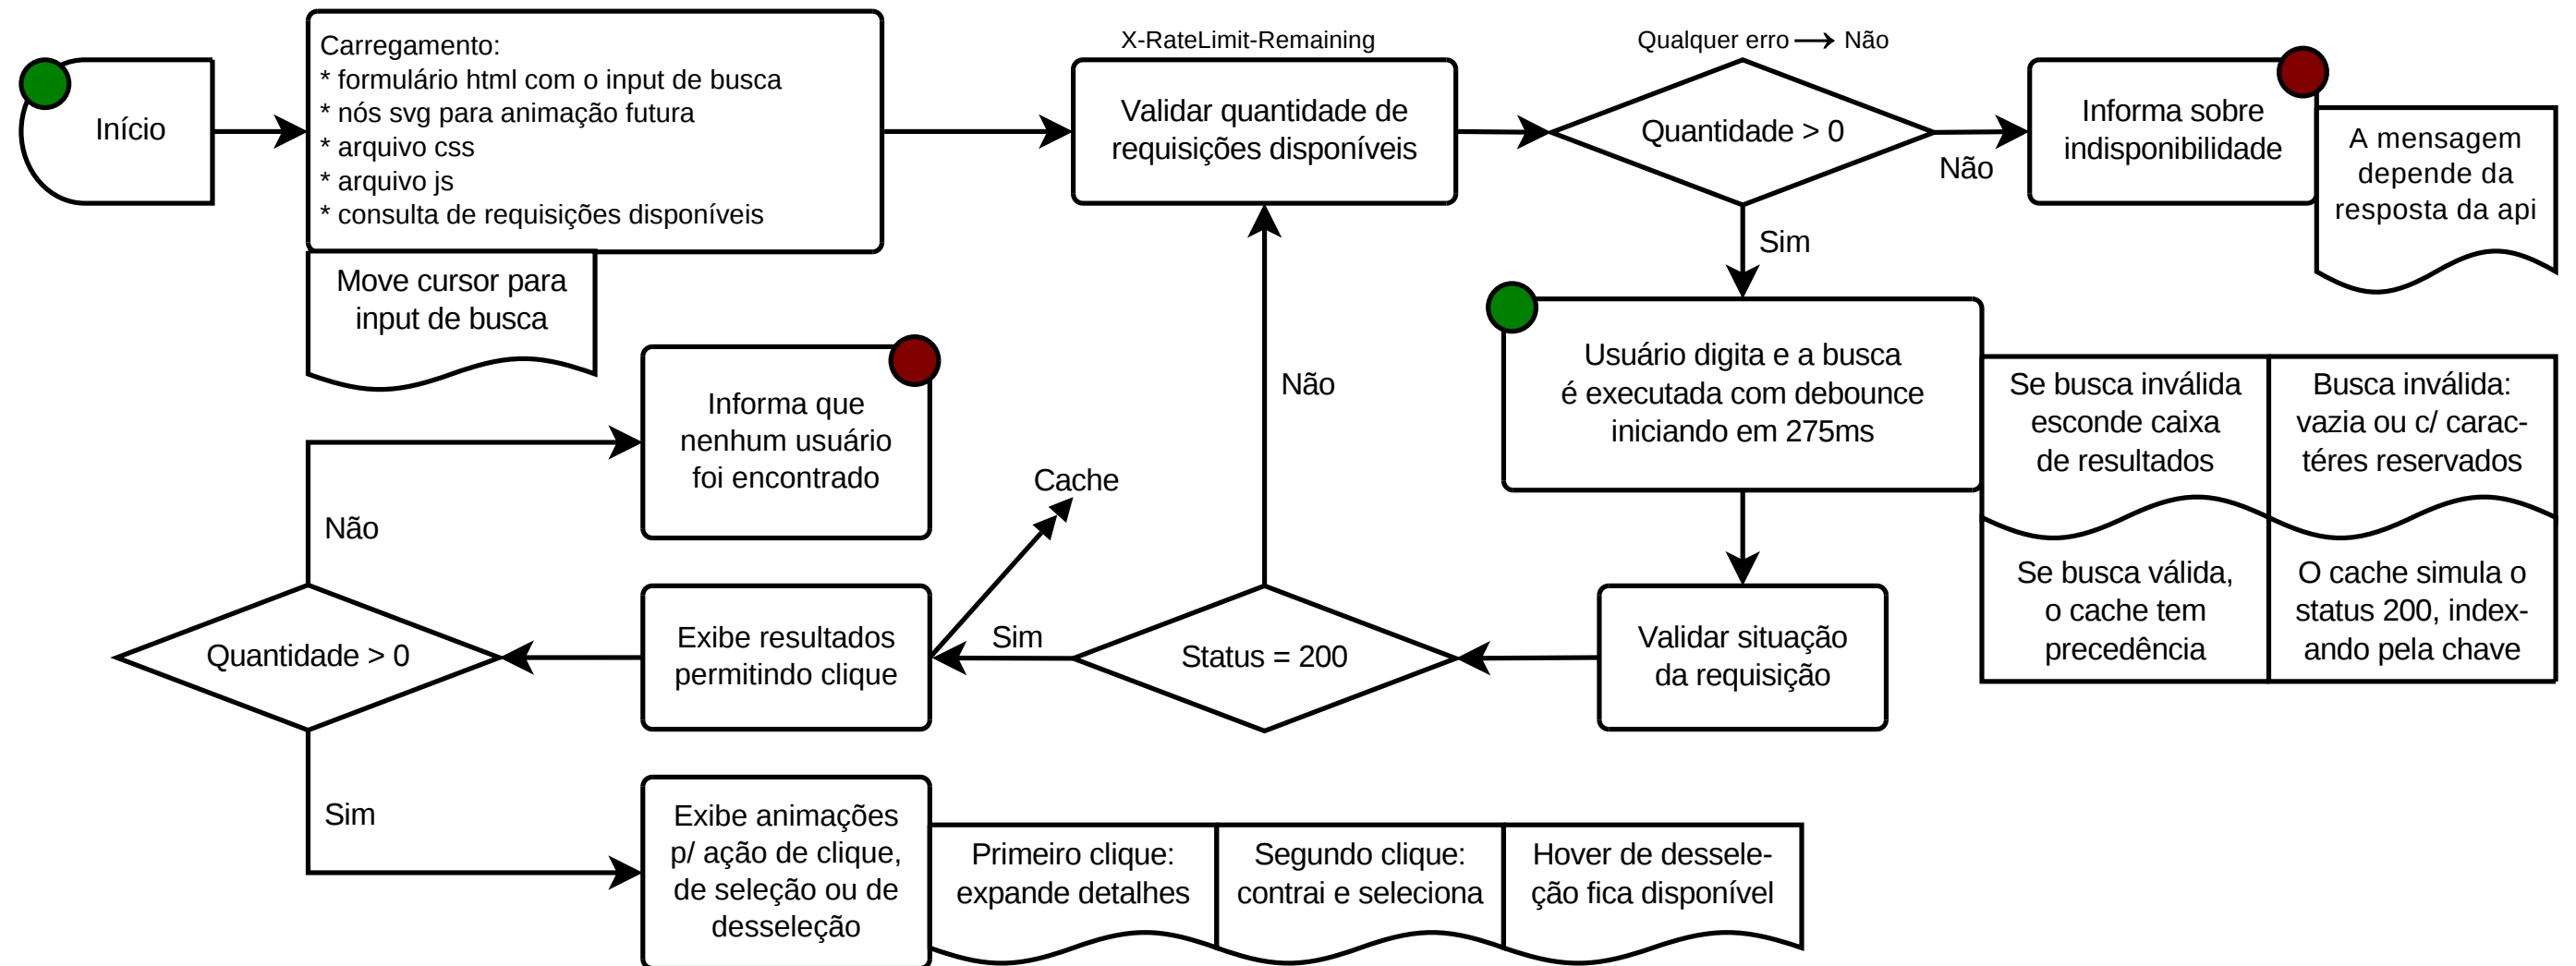 Início
Carregamento:
* formulário html com o input de busca
* nós svg para animação futura
* arquivo css
* arquivo js
* consulta de requisições disponíveis
Move cursor para
input de busca
X-RateLimit-Remaining
Validar quantidade de
requisições disponíveis
Qualquer erro → Não
Quantidade > 0
Não
Sim
Informa sobre
indisponibilidade
A mensagem
depende da
resposta da api
Usuário digita e a busca
é executada com debounce
iniciando em 275ms
Se busca inválida
esconde caixa
de resultados
Busca inválida:
vazia ou c/ carac-
téres reservados
Se busca válida,
o cache tem
precedência
O cache simula o
status 200, index-
ando pela chave
Validar situação
da requisição
Status = 200
Não
Sim
Cache
Exibe resultados
permitindo clique
Quantidade > 0
Não
Informa que
nenhum usuário
foi encontrado
Sim
Exibe animações
p/ ação de clique,
de seleção ou de
desseleção
Primeiro clique:
expande detalhes
Segundo clique:
contrai e seleciona
Hover de dessele-
ção fica disponível